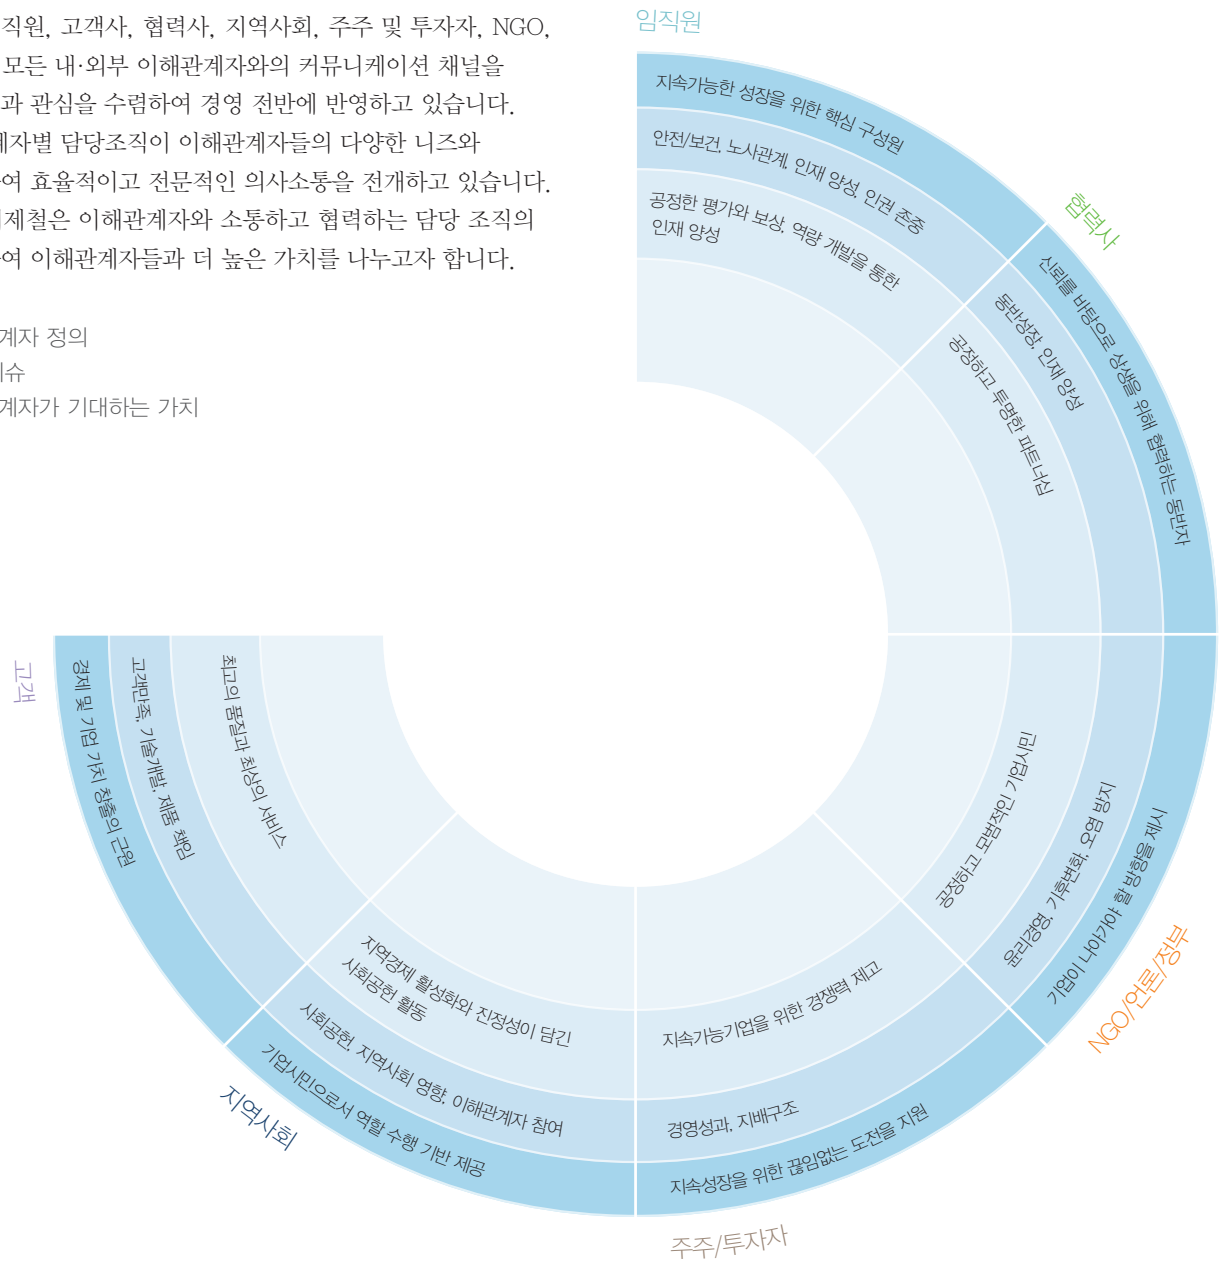 직원, 고객사, 협력사, 지역사회, 주주 및 투자자, NGO,
모든 내·외부 이해관계자와의 커뮤니케이션 채널을
과 관심을 수렴하여 경영 전반에 반영하고 있습니다.
계자별 담당조직이 이해관계자들의 다양한 니즈와
여 효율적이고 전문적인 의사소통을 전개하고 있습니다.
제철은 이해관계자와 소통하고 협력하는 담당 조직의
여 이해관계자들과 더 높은 가치를 나누고자 합니다.
계자 정의
이슈
계자가 기대하는 가치
임직원
지속가능한 성장을 위한 핵심 구성원
안전/보건, 노사관계, 인재 양성, 인권 존중
공정한 평가와 보상, 역량 개발을 통한
인재 양성
협력사
신뢰를 바탕으로 상생을 위해 협력하는 동반자
동반성장, 인재 양성
공정하고 투명한 파트너십
NGO/언론/정부
기업이 나아가야 할 방향을 제시
윤리경영, 기후변화, 오염 방지
공정하고 모범적인 기업시민
주주/투자자
지속성장을 위한 끊임없는 도전을 지원
경영성과, 지배구조
지속가능기업을 위한 경쟁력 제고
지역사회
기업시민으로서 역할 수행 기반 제공
사회공헌, 지역사회 영향, 이해관계자 참여
지역경제 활성화와 진정성이 담긴
사회공헌 활동
고객
경제 및 기업 가치 창출의 근원
고객만족, 기술개발, 제품 책임
최고의 품질과 최상의 서비스